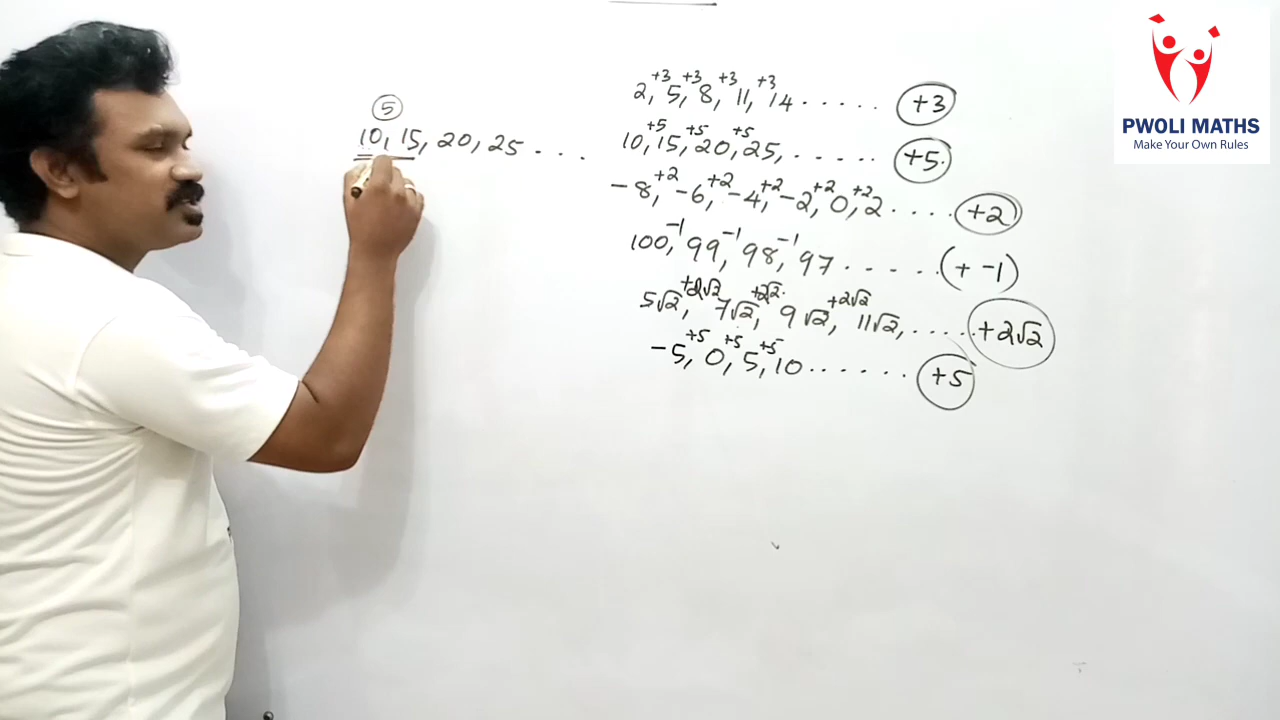 5
10, 15, 20, 25 . . .
+3 +3 +3 +3
2, 5, 8, 11, 14 . . . . . +3
+5 +5 +5
10, 15, 20, 25, . . . . . +5.
+2 +2 +2 +2 +2
-8, -6, -4, -2, 0, 2 . . . . +2
-1 -1 -1
100, 99, 98, 97 . . . . . . (+ -1)
+2√2 +2√2. +2√2
5√2, 7√2, 9√2, 11√2, . . . . . +2√2
+5 +5 +5
-5, 0, 5, 10 . . . . . . +5
PWOLI MATHS
Make Your Own Rules